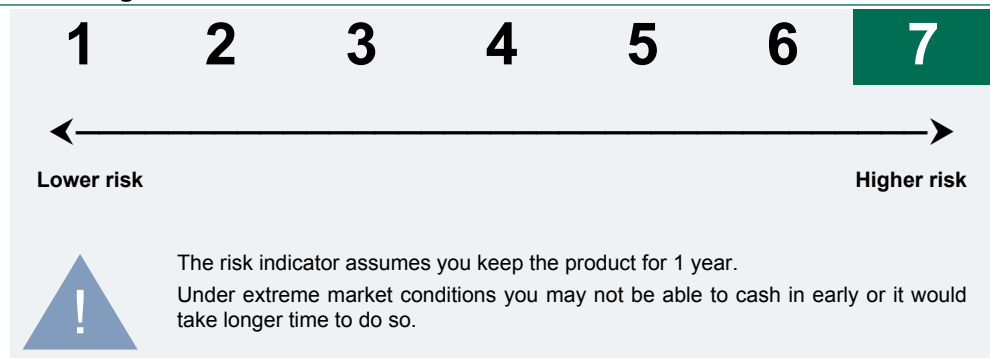 1 2 3 4 5 6 7
Lower risk Higher risk
The risk indicator assumes you keep the product for 1 year.
! Under extreme market conditions you may not be able to cash in early or it would
take longer time to do so.